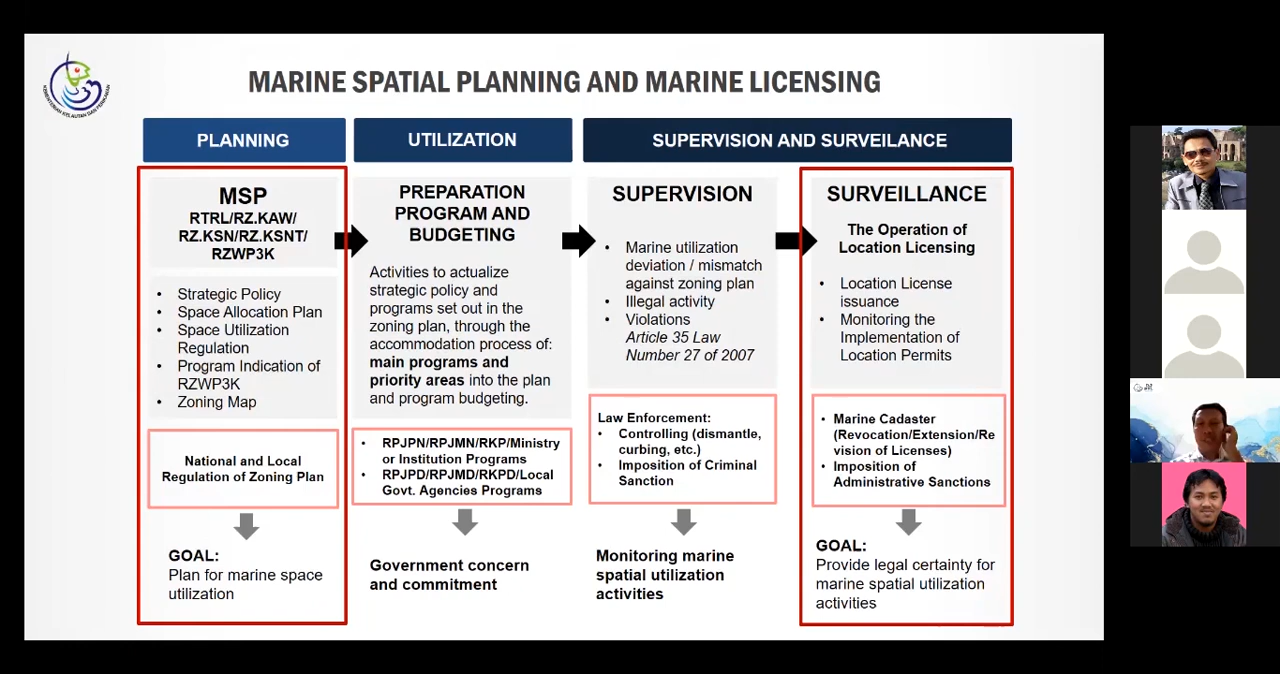 KEMENTERIAN KELAUTAN DAN PERIKANAN
MARINE SPATIAL PLANNING AND MARINE LICENSING
PLANNING
MSP
RTRL/RZ.KAW/
RZ.KSN/RZ.KSNT/
RZWP3K
• Strategic Policy
• Space Allocation Plan
• Space Utilization
Regulation
• Program Indication of
RZWP3K
• Zoning Map
National and Local
Regulation of Zoning Plan
GOAL:
Plan for marine space
utilization
UTILIZATION
PREPARATION
PROGRAM AND
BUDGETING
Activities to actualize
strategic policy and
programs set out in the
zoning plan, through the
accommodation process of:
main programs and
priority areas into the plan
and program budgeting.
• RPJPN/RPJMN/RKP/Ministry
or Institution Programs
• RPJPD/RPJMD/RKPD/Local
Govt. Agencies Programs
Government concern
and commitment
SUPERVISION AND SURVEILANCE
SUPERVISION
• Marine utilization
deviation / mismatch
against zoning plan
• Illegal activity
• Violations
Article 35 Law
Number 27 of 2007
Law Enforcement:
• Controlling (dismantle,
curbing, etc.)
• Imposition of Criminal
Sanction
Monitoring marine
spatial utilization
activities
SURVEILLANCE
The Operation of
Location Licensing
• Location License
issuance
• Monitoring the
Implementation of
Location Permits
• Marine Cadaster
(Revocation/Extension/Re
vision of Licenses)
• Imposition of
Administrative Sanctions
GOAL:
Provide legal certainty for
marine spatial utilization
activities